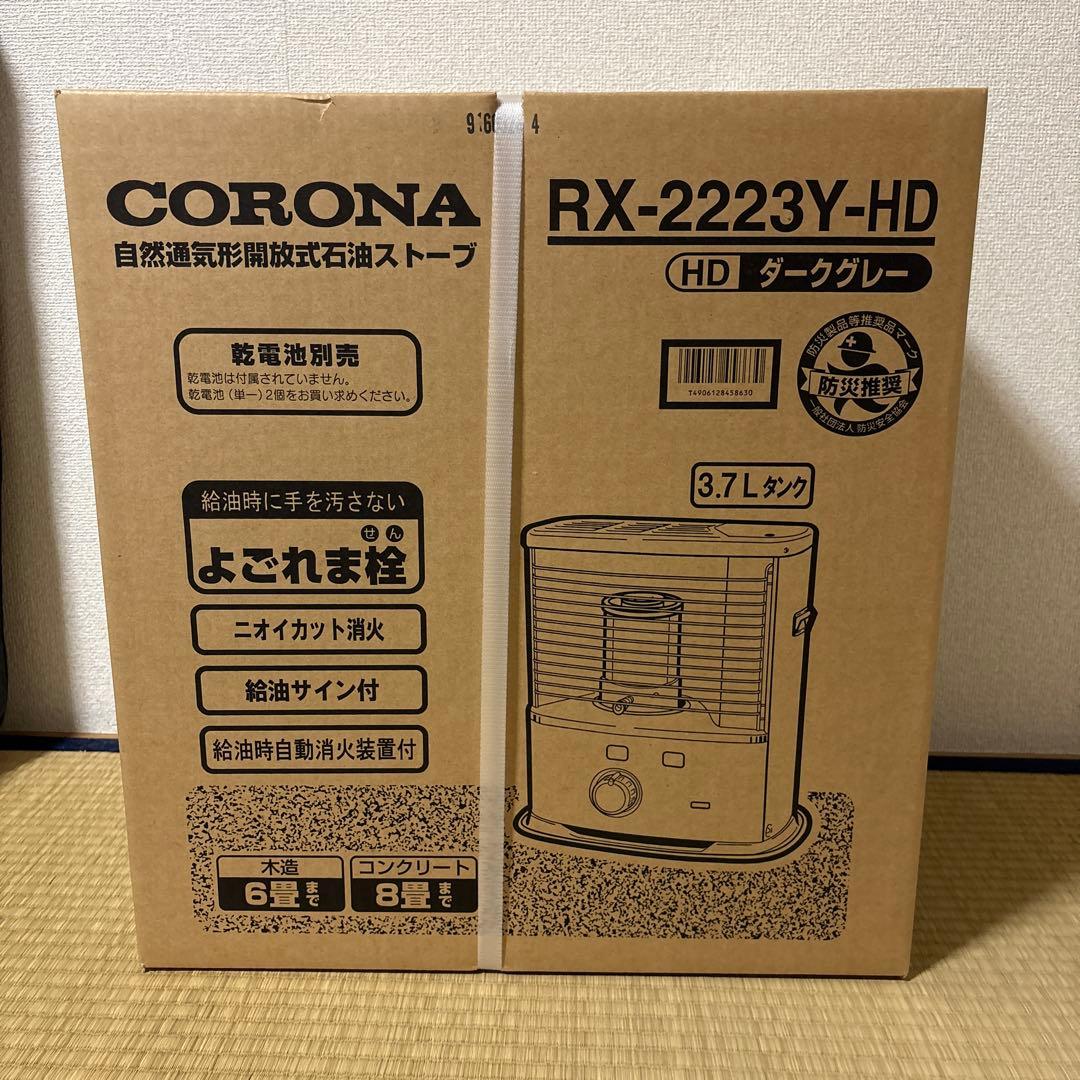 CORONA
自然通気形開放式石油ストーブ
乾電池別売
乾電池は付属されていません。
乾電池(単一)2個をお買い求めください。
給油時に手を汚さない
せん
よごれま栓
ニオイカット消火
給油サイン付
給油時自動消火装置付
木造
6畳まで
コンクリート
8畳まで
RX-2223Y-HD
HD ダークグレー
T4906128458630
防災製品等推奨品マーク
防災推奨
一般社団法人 防災安全協会
3.7Lタンク